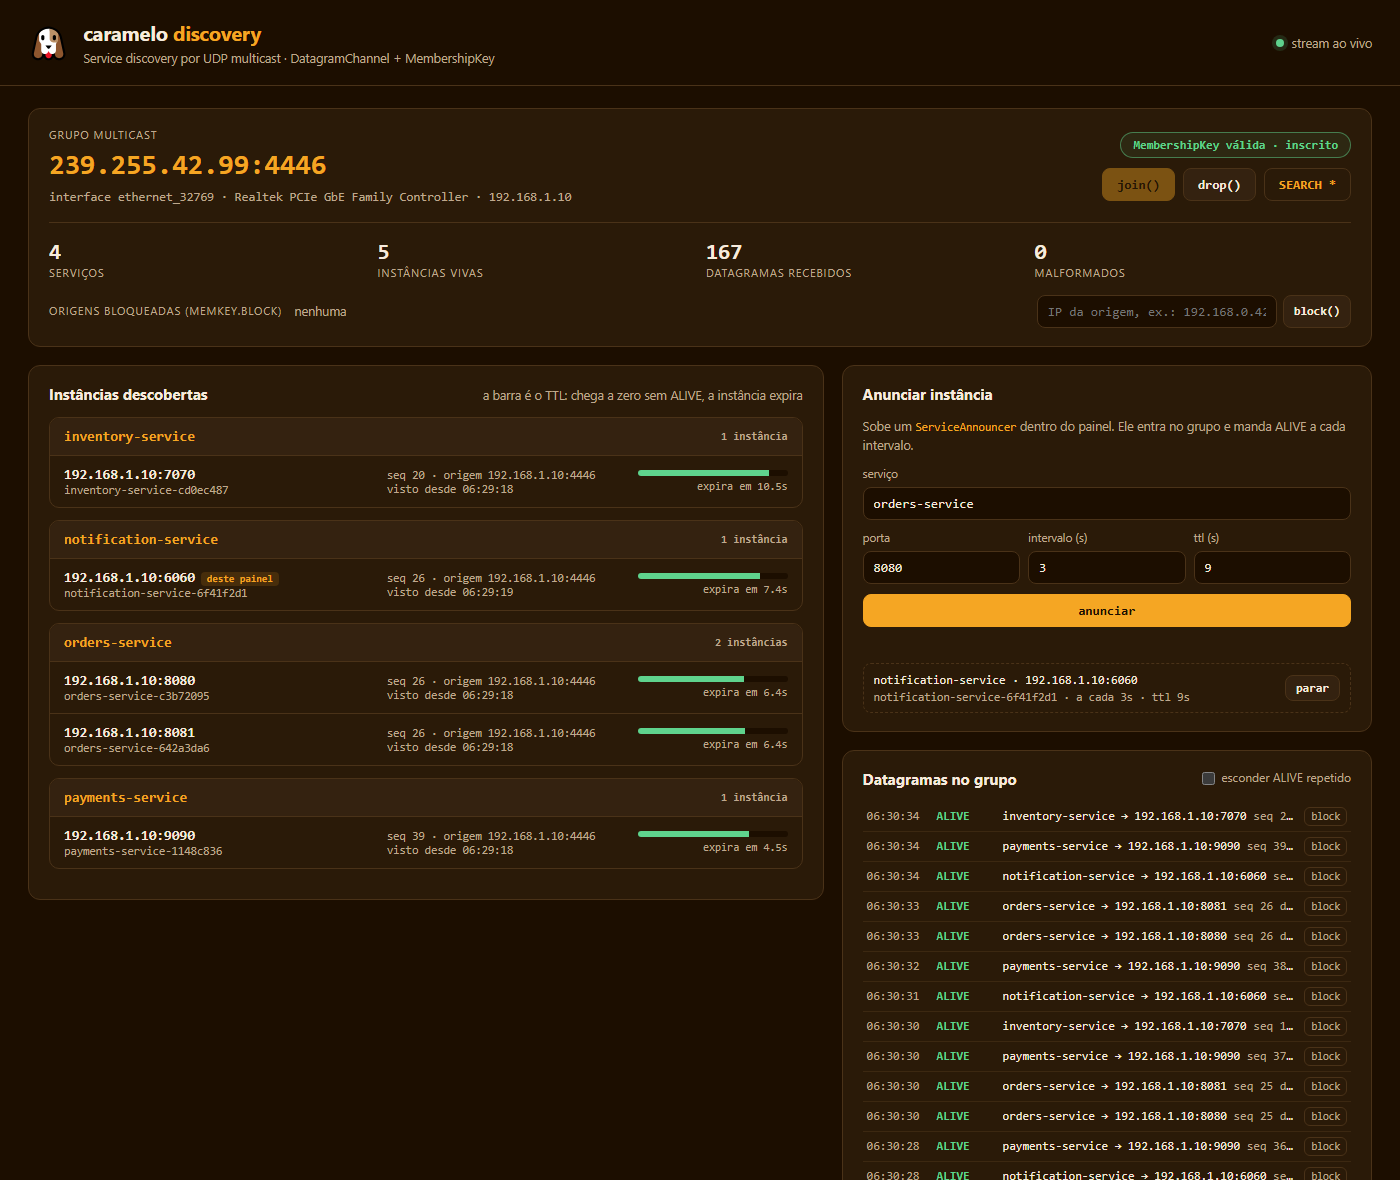 caramelo discovery
Service discovery por UDP multicast · DatagramChannel + MembershipKey
stream ao vivo
GRUPO MULTICAST
239.255.42.99:4446
interface ethernet_32769 · Realtek PCIe GbE Family Controller · 192.168.1.10
MembershipKey válida · inscrito
join() drop() SEARCH *
4
SERVIÇOS
5
INSTÂNCIAS VIVAS
167
DATAGRAMAS RECEBIDOS
0
MALFORMADOS
ORIGENS BLOQUEADAS (MEMKEY.BLOCK) nenhuma
IP da origem, ex.: 192.168.0.42 block()
Instâncias descobertas
a barra é o TTL: chega a zero sem ALIVE, a instância expira
inventory-service 1 instância
192.168.1.10:7070
inventory-service-cd0ec487
seq 20 · origem 192.168.1.10:4446
visto desde 06:29:18
expira em 10.5s
notification-service 1 instância
192.168.1.10:6060 deste painel
notification-service-6f41f2d1
seq 26 · origem 192.168.1.10:4446
visto desde 06:29:19
expira em 7.4s
orders-service 2 instâncias
192.168.1.10:8080
orders-service-c3b72095
seq 26 · origem 192.168.1.10:4446
visto desde 06:29:18
expira em 6.4s
192.168.1.10:8081
orders-service-642a3da6
seq 26 · origem 192.168.1.10:4446
visto desde 06:29:18
expira em 6.4s
payments-service 1 instância
192.168.1.10:9090
payments-service-1148c836
seq 39 · origem 192.168.1.10:4446
visto desde 06:29:18
expira em 4.5s
Anunciar instância
Sobe um ServiceAnnouncer dentro do painel. Ele entra no grupo e manda ALIVE a cada
intervalo.
serviço
orders-service
porta intervalo (s) ttl (s)
8080 3 9
anunciar
notification-service · 192.168.1.10:6060
notification-service-6f41f2d1 · a cada 3s · ttl 9s
parar
Datagramas no grupo
esconder ALIVE repetido
06:30:34 ALIVE inventory-service → 192.168.1.10:7070 seq 2… block
06:30:34 ALIVE payments-service → 192.168.1.10:9090 seq 39… block
06:30:34 ALIVE notification-service → 192.168.1.10:6060 se… block
06:30:33 ALIVE orders-service → 192.168.1.10:8081 seq 26 d… block
06:30:33 ALIVE orders-service → 192.168.1.10:8080 seq 26 d… block
06:30:32 ALIVE payments-service → 192.168.1.10:9090 seq 38… block
06:30:31 ALIVE notification-service → 192.168.1.10:6060 se… block
06:30:30 ALIVE inventory-service → 192.168.1.10:7070 seq 1… block
06:30:30 ALIVE payments-service → 192.168.1.10:9090 seq 37… block
06:30:30 ALIVE orders-service → 192.168.1.10:8081 seq 25 d… block
06:30:30 ALIVE orders-service → 192.168.1.10:8080 seq 25 d… block
06:30:28 ALIVE payments-service → 192.168.1.10:9090 seq 36… block
06:30:28 ALIVE notification-service → 192.168.1.10:6060 se… block